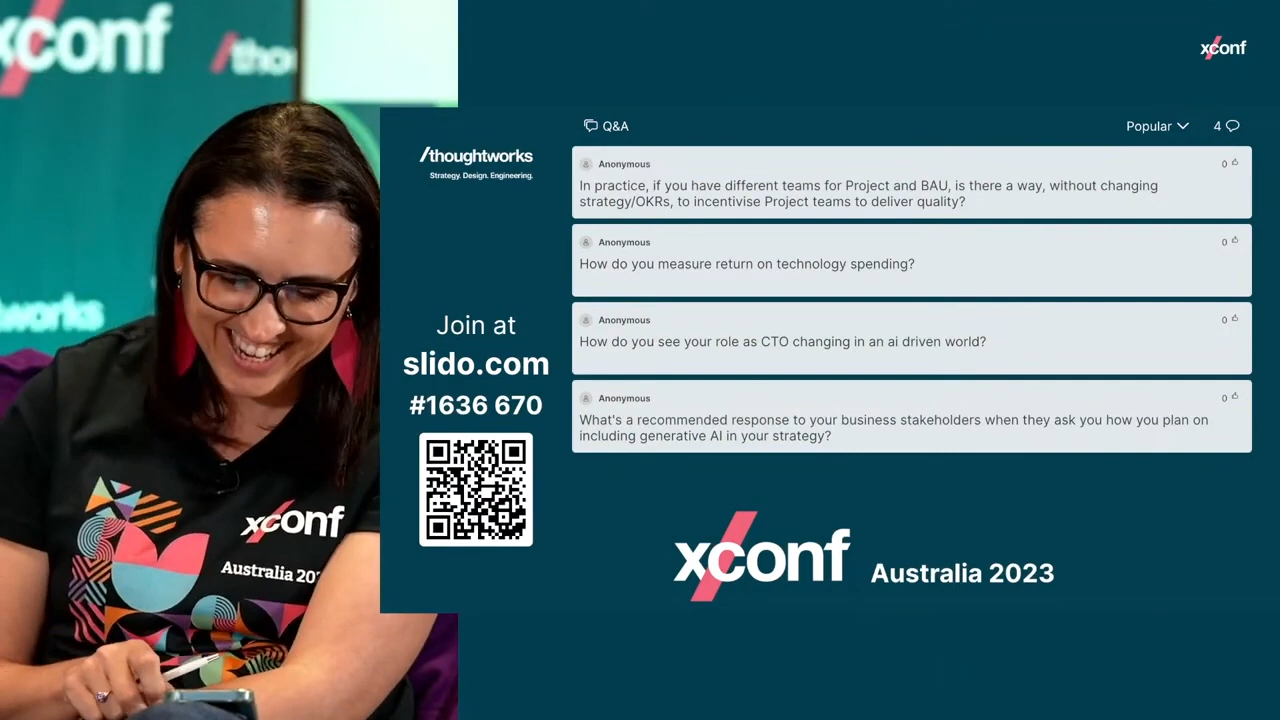 xconf
/tho
works
xconf
Australia 20
xconf
Q&A
Popular
4
/thoughtworks
Strategy. Design. Engineering.
Anonymous
0
In practice, if you have different teams for Project and BAU, is there a way, without changing
strategy/OKRs, to incentivise Project teams to deliver quality?
Anonymous
0
How do you measure return on technology spending?
Anonymous
0
How do you see your role as CTO changing in an ai driven world?
Anonymous
0
What's a recommended response to your business stakeholders when they ask you how you plan on
including generative AI in your strategy?
Join at
slido.com
#1636 670
xconf
Australia 2023